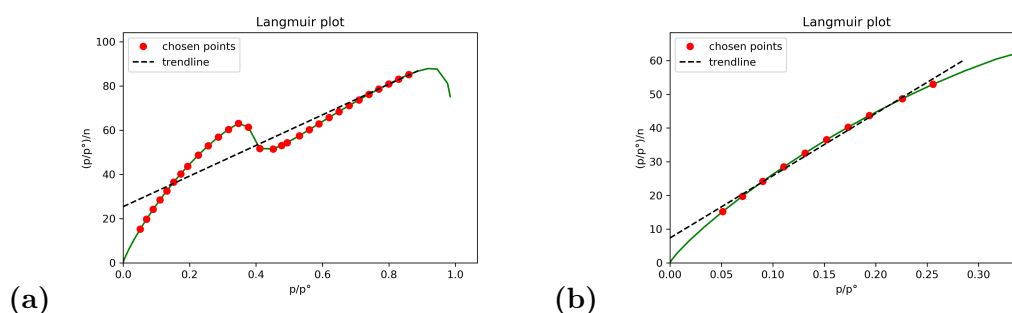 Langmuir plot
chosen points
trendline
100
80
60
40
20
0
(p/p°)/n
0.0 0.2 0.4 0.6 0.8 1.0
p/p°
(a)
Langmuir plot
chosen points
trendline
60
50
40
30
20
10
0
(p/p°)/n
0.00 0.05 0.10 0.15 0.20 0.25 0.30
p/p°
(b)